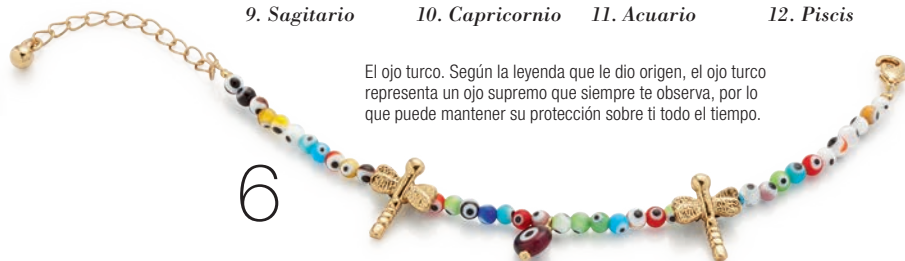 9. Sagitario 10. Capricornio 11. Acuario 12. Piscis
El ojo turco. Según la leyenda que le dio origen, el ojo turco
representa un ojo supremo que siempre te observa, por lo
que puede mantener su protección sobre ti todo el tiempo.
6